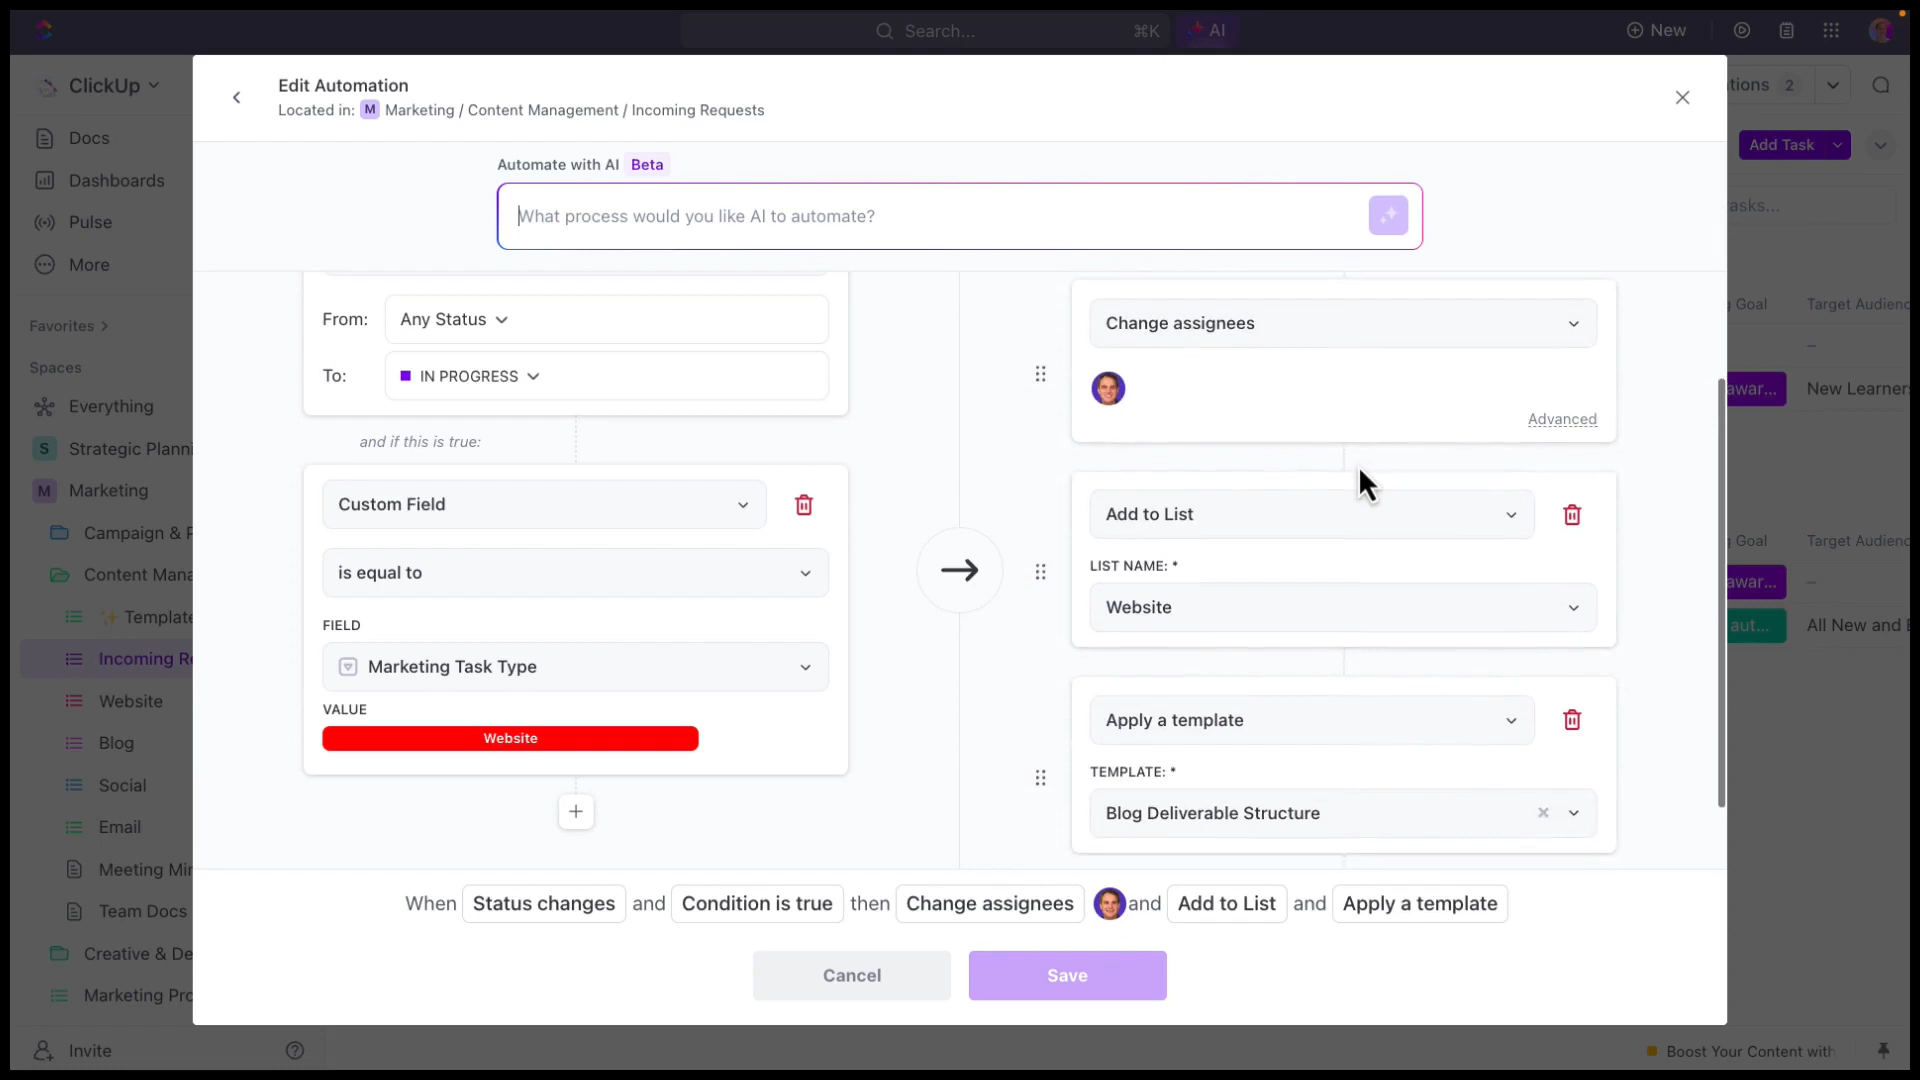 Search...
⌘K
AI
New
ClickUp
Docs
Dashboards
Pulse
More
Favorites
Spaces
Everything
S
Strategic Planni
M
Marketing
Campaign & P
Content Mana
✨ Template
Incoming Re
Website
Blog
Social
Email
Meeting Min
Team Docs
Creative & De
Marketing Pro
Invite
Edit Automation
Located in: M Marketing / Content Management / Incoming Requests
Automate with AI Beta
What process would you like AI to automate?
From: Any Status
To: IN PROGRESS
and if this is true:
Custom Field
is equal to
FIELD
Marketing Task Type
VALUE
Website
Change assignees
Advanced
Add to List
LIST NAME: *
Website
Apply a template
TEMPLATE: *
Blog Deliverable Structure
When Status changes and Condition is true then Change assignees and Add to List and Apply a template
Cancel
Save
tions 2
Add Task
asks...
Goal
Target Audienc
–
awar...
New Learners
Goal
Target Audienc
awar...
–
aut...
All New and E
Boost Your Content with